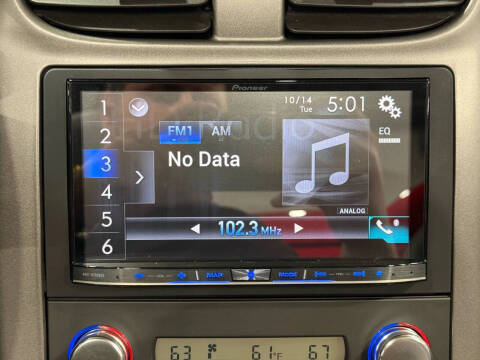 Pioneer
1
2
3
4
5
6
10/14
Tue
5:01
FM1 AM
EQ
No Data
ANALOG
102.3 MHz
MAP MODE
63 61°F 67